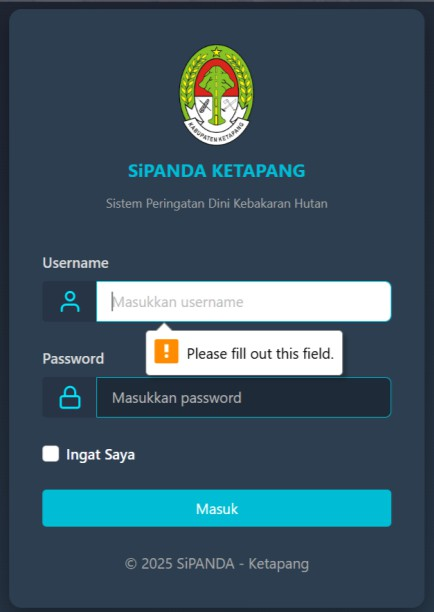 KABUPATEN KETAPANG
SiPANDA KETAPANG
Sistem Peringatan Dini Kebakaran Hutan
Username
Masukkan username
Please fill out this field.
Password
Masukkan password
Ingat Saya
Masuk
© 2025 SiPANDA - Ketapang